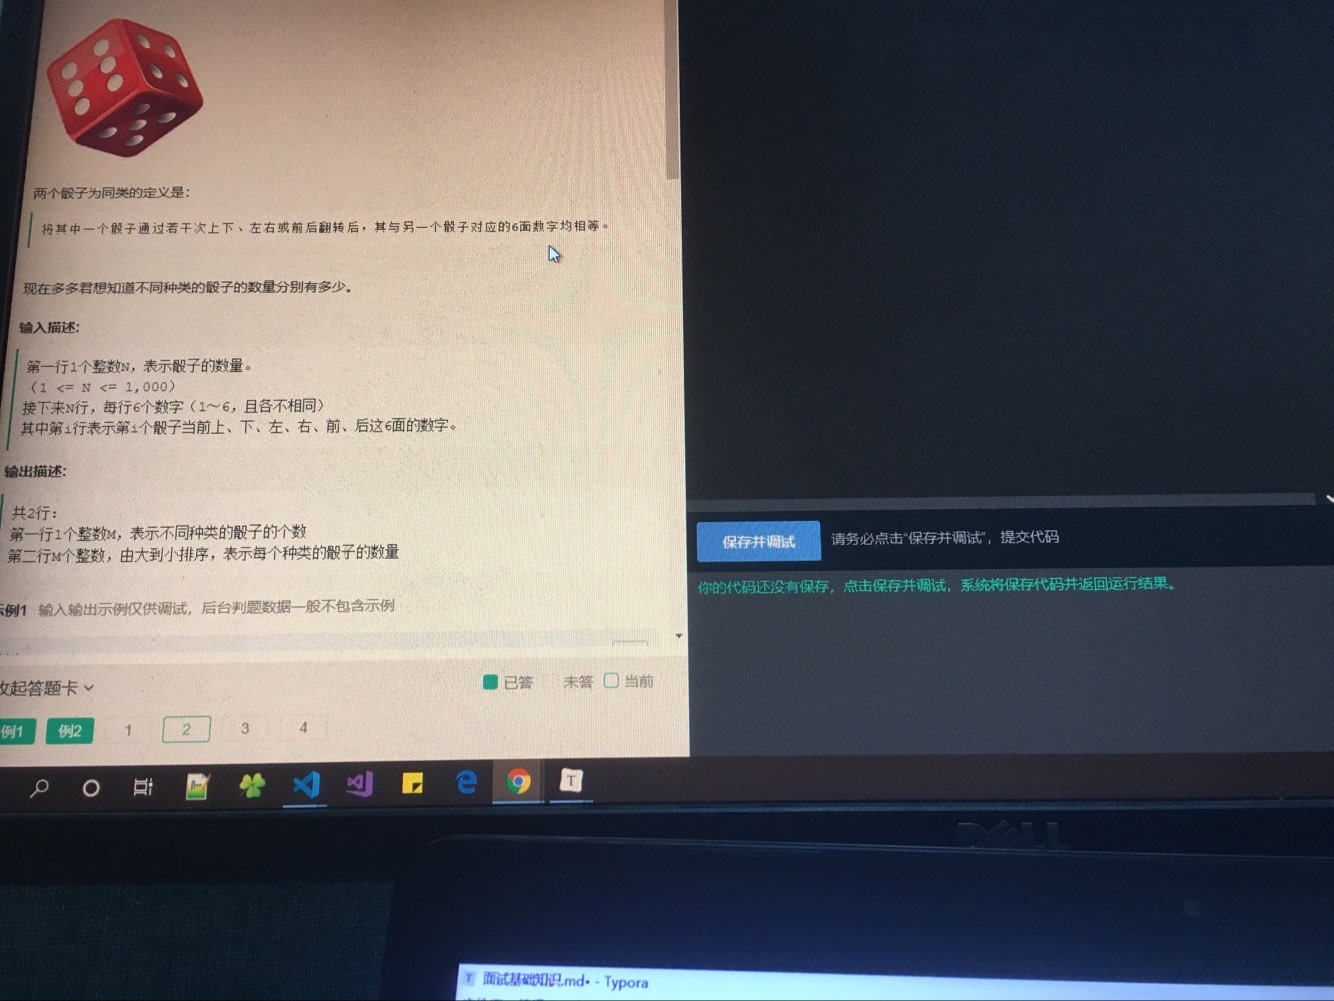 两个骰子为同类的定义是：
将其中一个骰子通过若干次上下、左右或前后翻转后，其与另一个骰子对应的6面数字均相等。
现在多多君想知道不同种类的骰子的数量分别有多少。
输入描述：
第一行1个整数N，表示骰子的数量。
（1 <= N <= 1,000）
接下来N行，每行6个数字（1～6，且各不相同）
其中第i行表示第i个骰子当前上、下、左、右、前、后这6面的数字。
输出描述：
共2行：
第一行1个整数M，表示不同种类的骰子的个数
第二行M个整数，由大到小排序，表示每个种类的骰子的数量
示例1 输入输出示例仅供调试，后台判题数据一般不包含示例
收起答题卡
已答 未答 当前
例1 例2 1 2 3 4
保存并调试 请务必点击“保存并调试”，提交代码
你的代码还没有保存，点击保存并调试，系统将保存代码并返回运行结果。
T
DELL
T 面试基础知识.md• - Typora